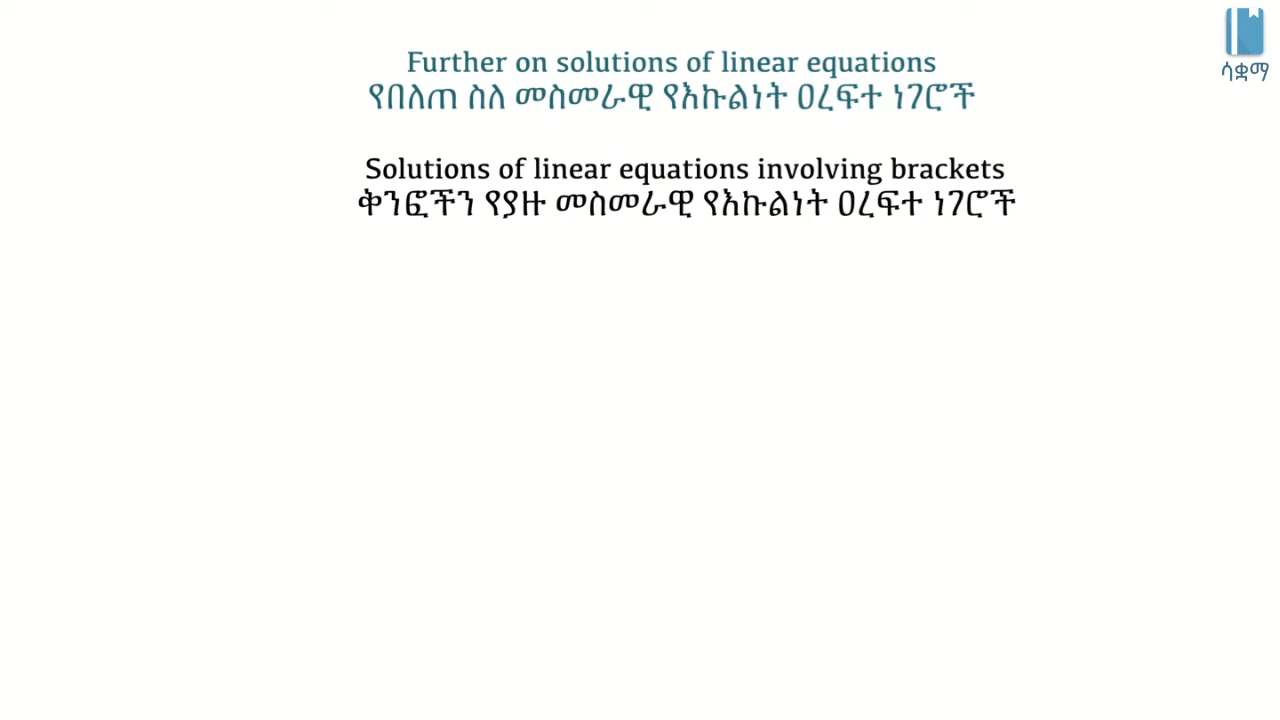 Further on solutions of linear equations
የበለጠ ስለ መስመራዊ የእኩልነት ዐረፍተ ነገሮች
Solutions of linear equations involving brackets
ቅንፎችን የያዙ መስመራዊ የእኩልነት ዐረፍተ ነገሮች
ሳቋማ